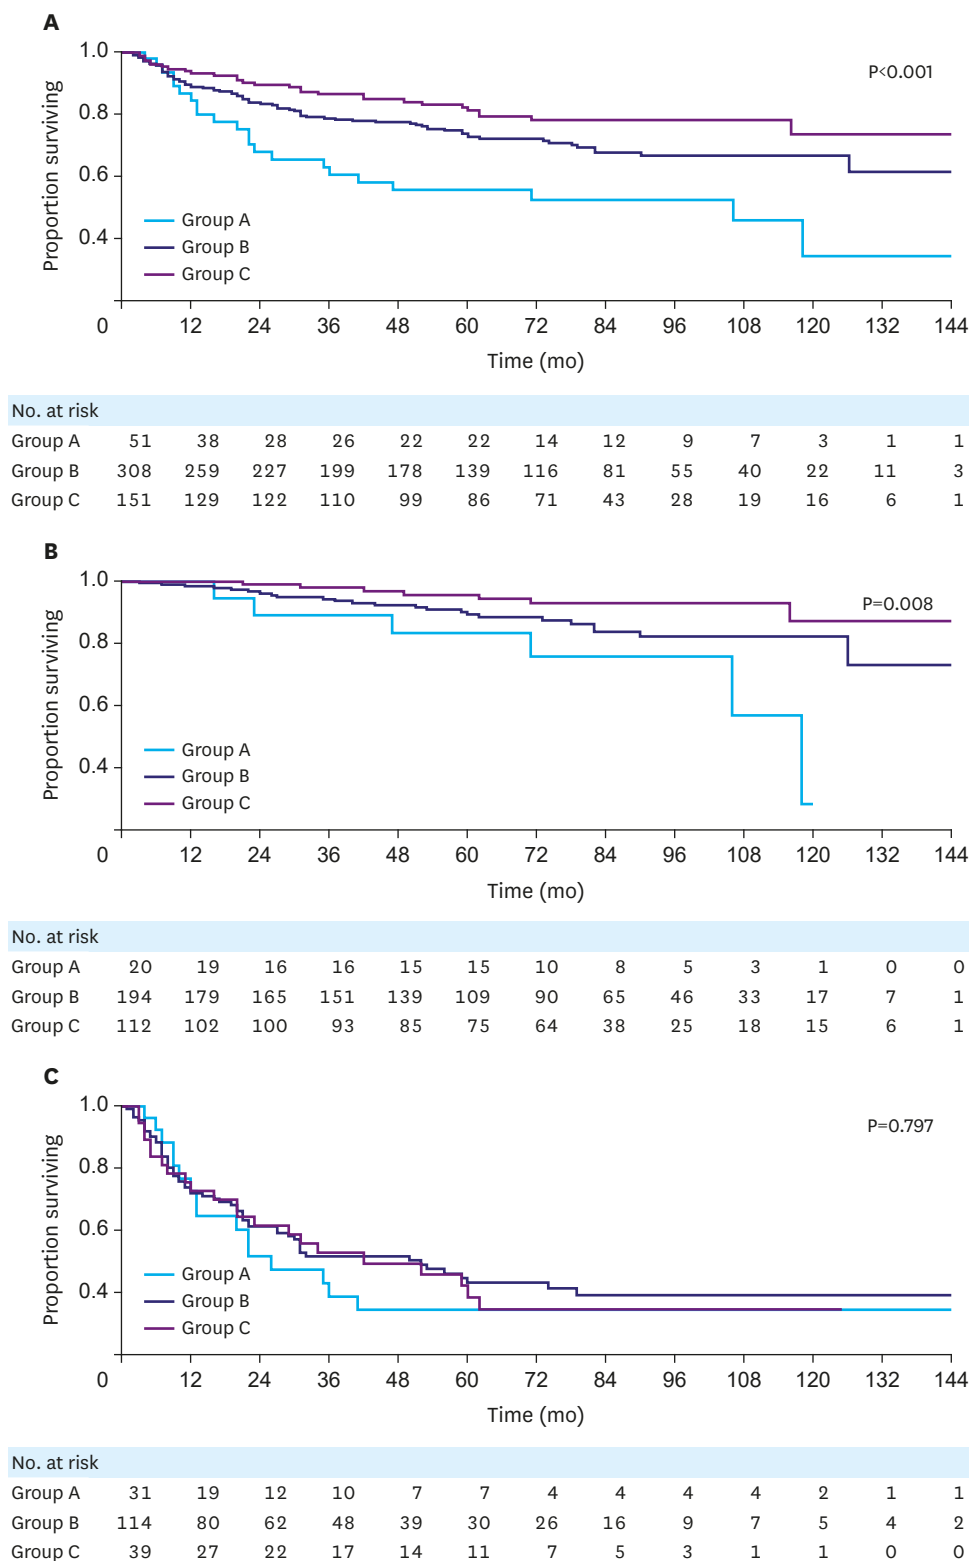 A
1.0
0.8
0.6
0.4
Proportion surviving
P<0.001
Group A
Group B
Group C
0 12 24 36 48 60 72 84 96 108 120 132 144
Time (mo)
No. at risk
Group A 51 38 28 26 22 22 14 12 9 7 3 1 1
Group B 308 259 227 199 178 139 116 81 55 40 22 11 3
Group C 151 129 122 110 99 86 71 43 28 19 16 6 1
B
1.0
0.8
0.6
0.4
Proportion surviving
P=0.008
Group A
Group B
Group C
0 12 24 36 48 60 72 84 96 108 120 132 144
Time (mo)
No. at risk
Group A 20 19 16 16 15 15 10 8 5 3 1 0 0
Group B 194 179 165 151 139 109 90 65 46 33 17 7 1
Group C 112 102 100 93 85 75 64 38 25 18 15 6 1
C
1.0
0.8
0.6
0.4
Proportion surviving
P=0.797
Group A
Group B
Group C
0 12 24 36 48 60 72 84 96 108 120 132 144
Time (mo)
No. at risk
Group A 31 19 12 10 7 7 4 4 4 4 2 1 1
Group B 114 80 62 48 39 30 26 16 9 7 5 4 2
Group C 39 27 22 17 14 11 7 5 3 1 1 0 0